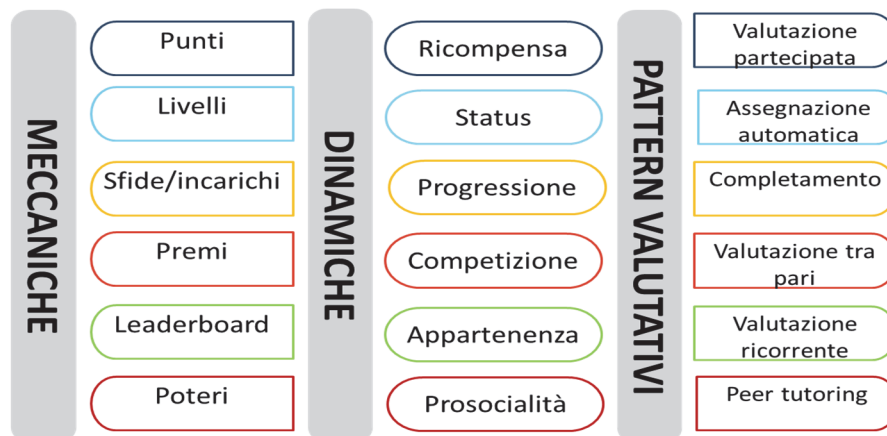 MECCANICHE
Punti
Livelli
Sfide/incarichi
Premi
Leaderboard
Poteri
DINAMICHE
Ricompensa
Status
Progressione
Competizione
Appartenenza
Prosocialità
PATTERN VALUTATIVI
Valutazione
partecipata
Assegnazione
automatica
Completamento
Valutazione tra
pari
Valutazione
ricorrente
Peer tutoring